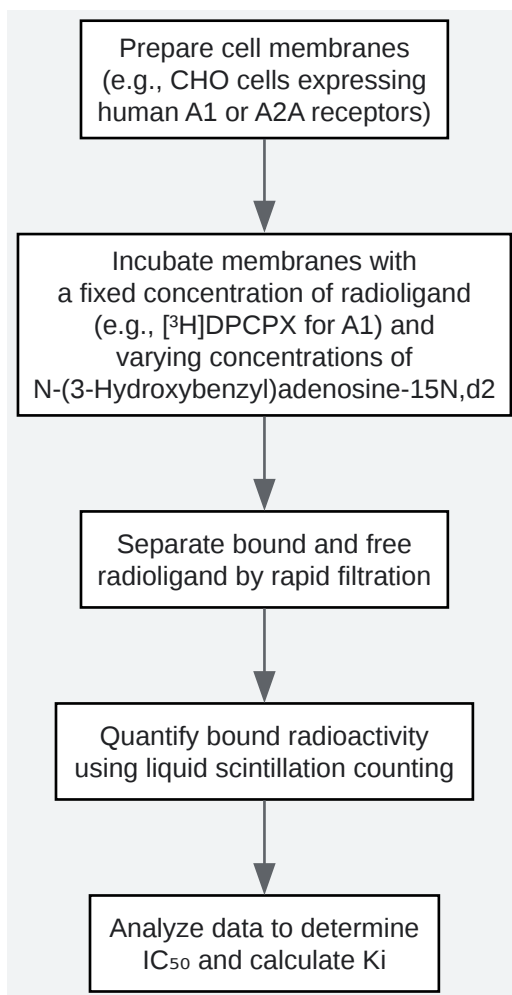 Prepare cell membranes
(e.g., CHO cells expressing
human A1 or A2A receptors)
Incubate membranes with
a fixed concentration of radioligand
(e.g., [³H]DPCPX for A1) and
varying concentrations of
N-(3-Hydroxybenzyl)adenosine-15N,d2
Separate bound and free
radioligand by rapid filtration
Quantify bound radioactivity
using liquid scintillation counting
Analyze data to determine
IC₅₀ and calculate Ki